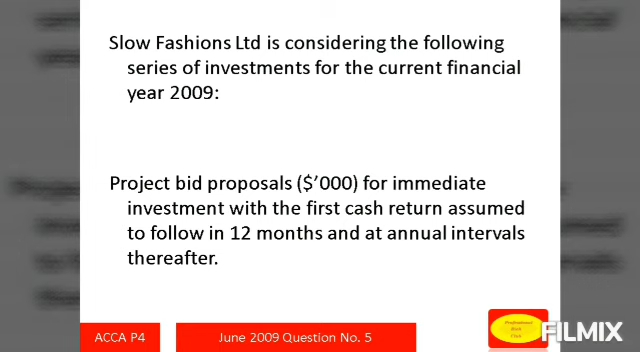 Slow Fashions Ltd is considering the following
series of investments for the current financial
year 2009:
Project bid proposals ($’000) for immediate
investment with the first cash return assumed
to follow in 12 months and at annual intervals
thereafter.
ACCA P4
June 2009 Question No. 5
FILMIX